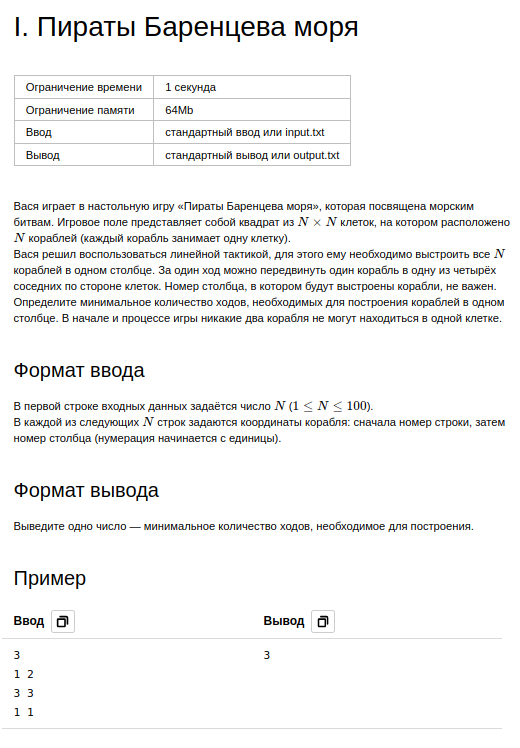 I. Пираты Баренцева моря
Ограничение времени 1 секунда
Ограничение памяти 64Mb
Ввод стандартный ввод или input.txt
Вывод стандартный вывод или output.txt
Вася играет в настольную игру «Пираты Баренцева моря», которая посвящена морским
битвам. Игровое поле представляет собой квадрат из N × N клеток, на котором расположено
N кораблей (каждый корабль занимает одну клетку).
Вася решил воспользоваться линейной тактикой, для этого ему необходимо выстроить все N
кораблей в одном столбце. За один ход можно передвинуть один корабль в одну из четырёх
соседних по стороне клеток. Номер столбца, в котором будут выстроены корабли, не важен.
Определите минимальное количество ходов, необходимых для построения кораблей в одном
столбце. В начале и процессе игры никакие два корабля не могут находиться в одной клетке.
Формат ввода
В первой строке входных данных задаётся число N (1 ≤ N ≤ 100).
В каждой из следующих N строк задаются координаты корабля: сначала номер строки, затем
номер столбца (нумерация начинается с единицы).
Формат вывода
Выведите одно число — минимальное количество ходов, необходимое для построения.
Пример
Ввод Вывод
3 3
1 2
3 3
1 1